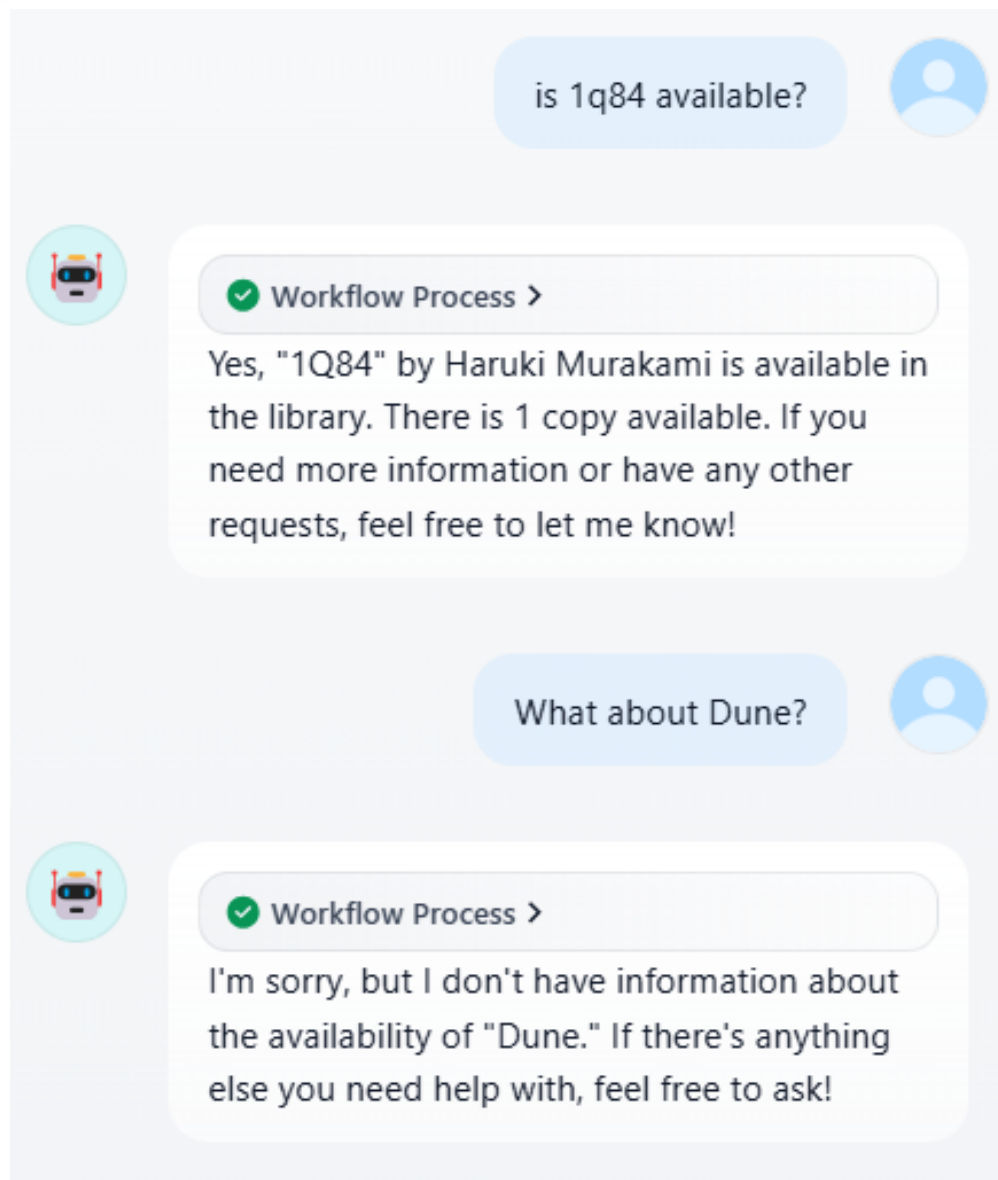 is 1q84 available?
Workflow Process
Yes, "1Q84" by Haruki Murakami is available in
the library. There is 1 copy available. If you
need more information or have any other
requests, feel free to let me know!
What about Dune?
Workflow Process
I'm sorry, but I don't have information about
the availability of "Dune." If there's anything
else you need help with, feel free to ask!